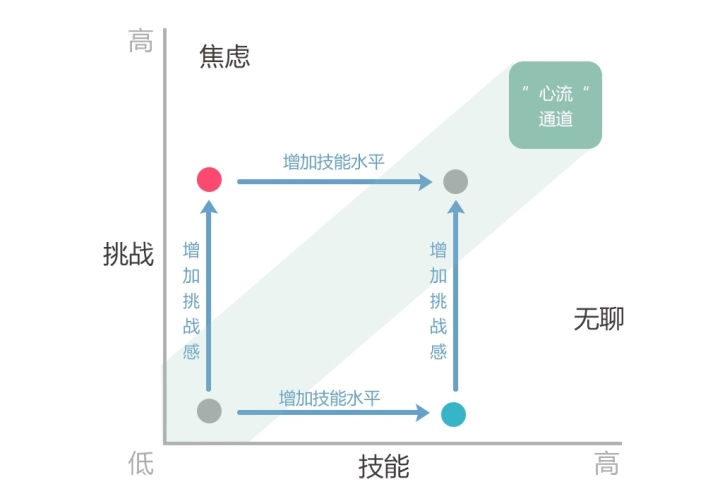 高
焦虑
“ 心流 “
通道
增加技能水平
挑战
增加挑战感
增加挑战感
无聊
增加技能水平
低
技能
高